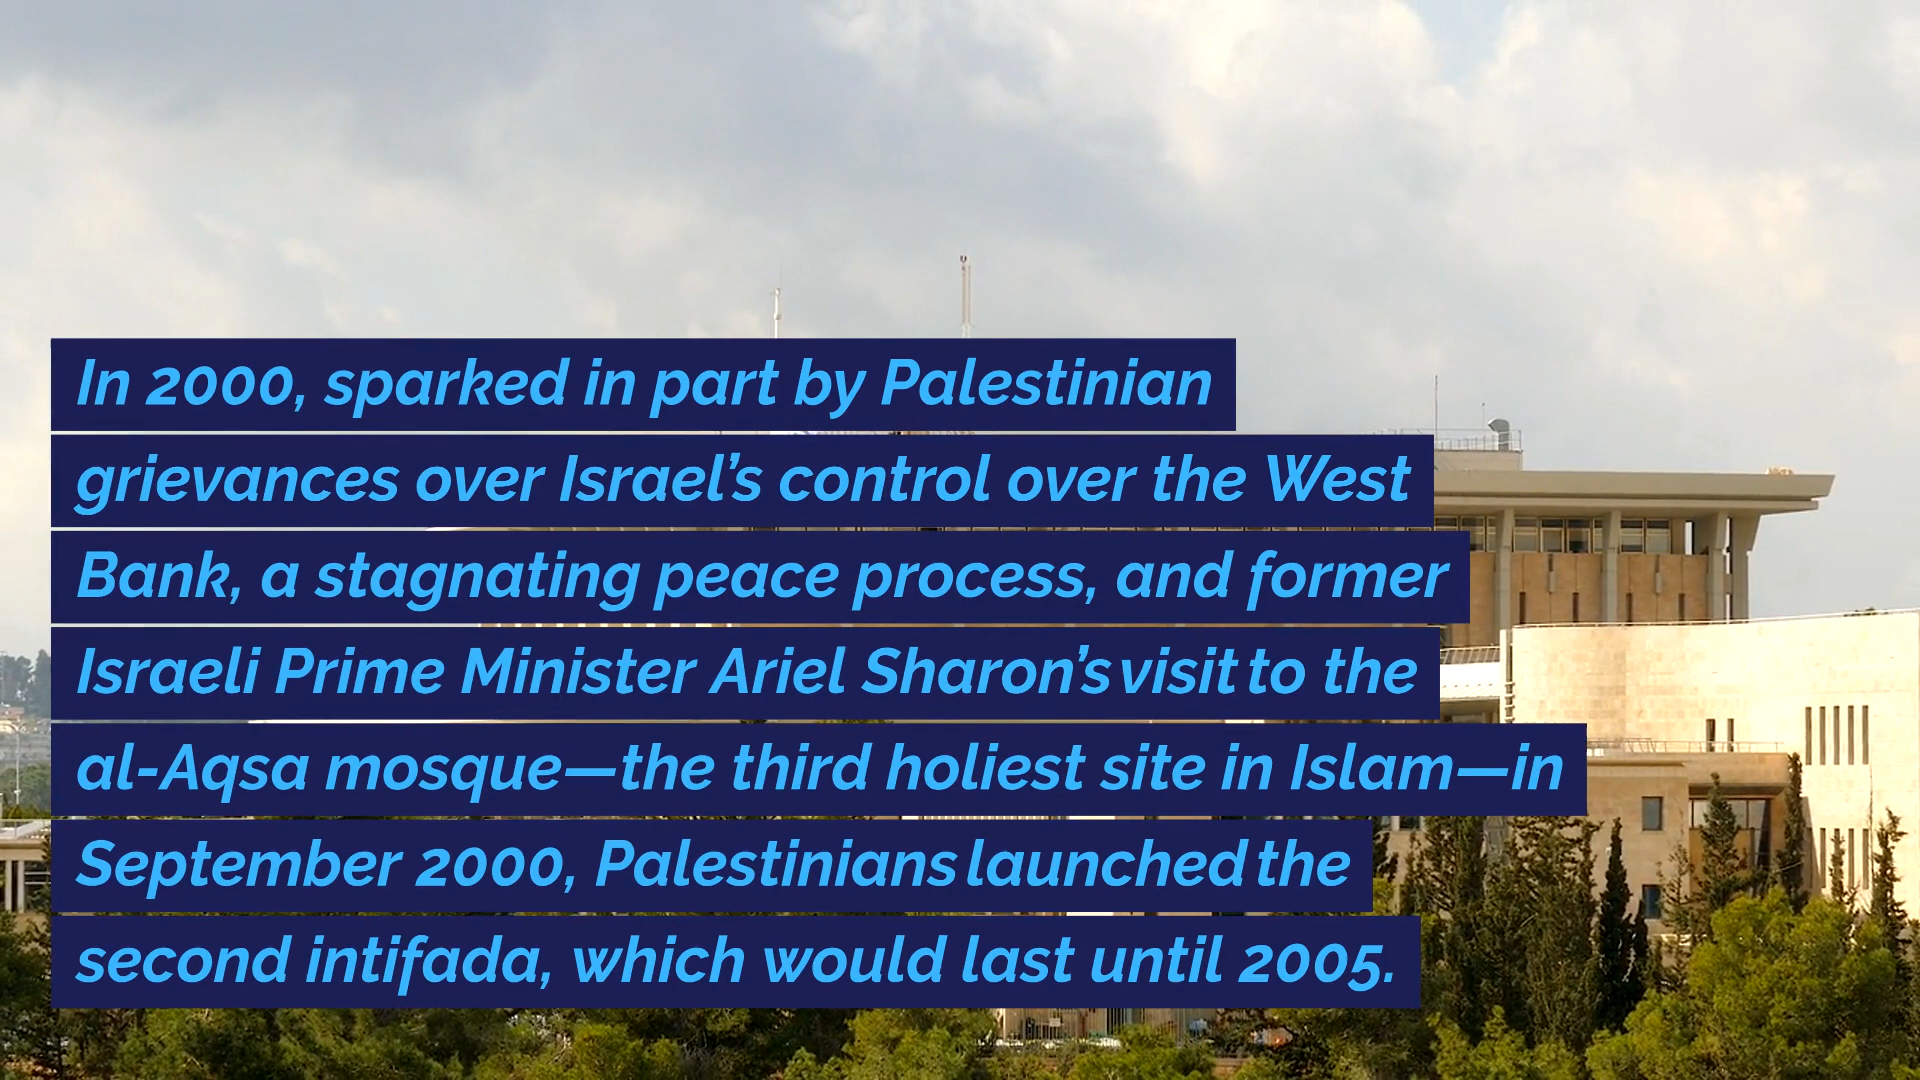 In 2000, sparked in part by Palestinian
grievances over Israel’s control over the West
Bank, a stagnating peace process, and former
Israeli Prime Minister Ariel Sharon’s visit to the
al-Aqsa mosque—the third holiest site in Islam—in
September 2000, Palestinians launched the
second intifada, which would last until 2005.